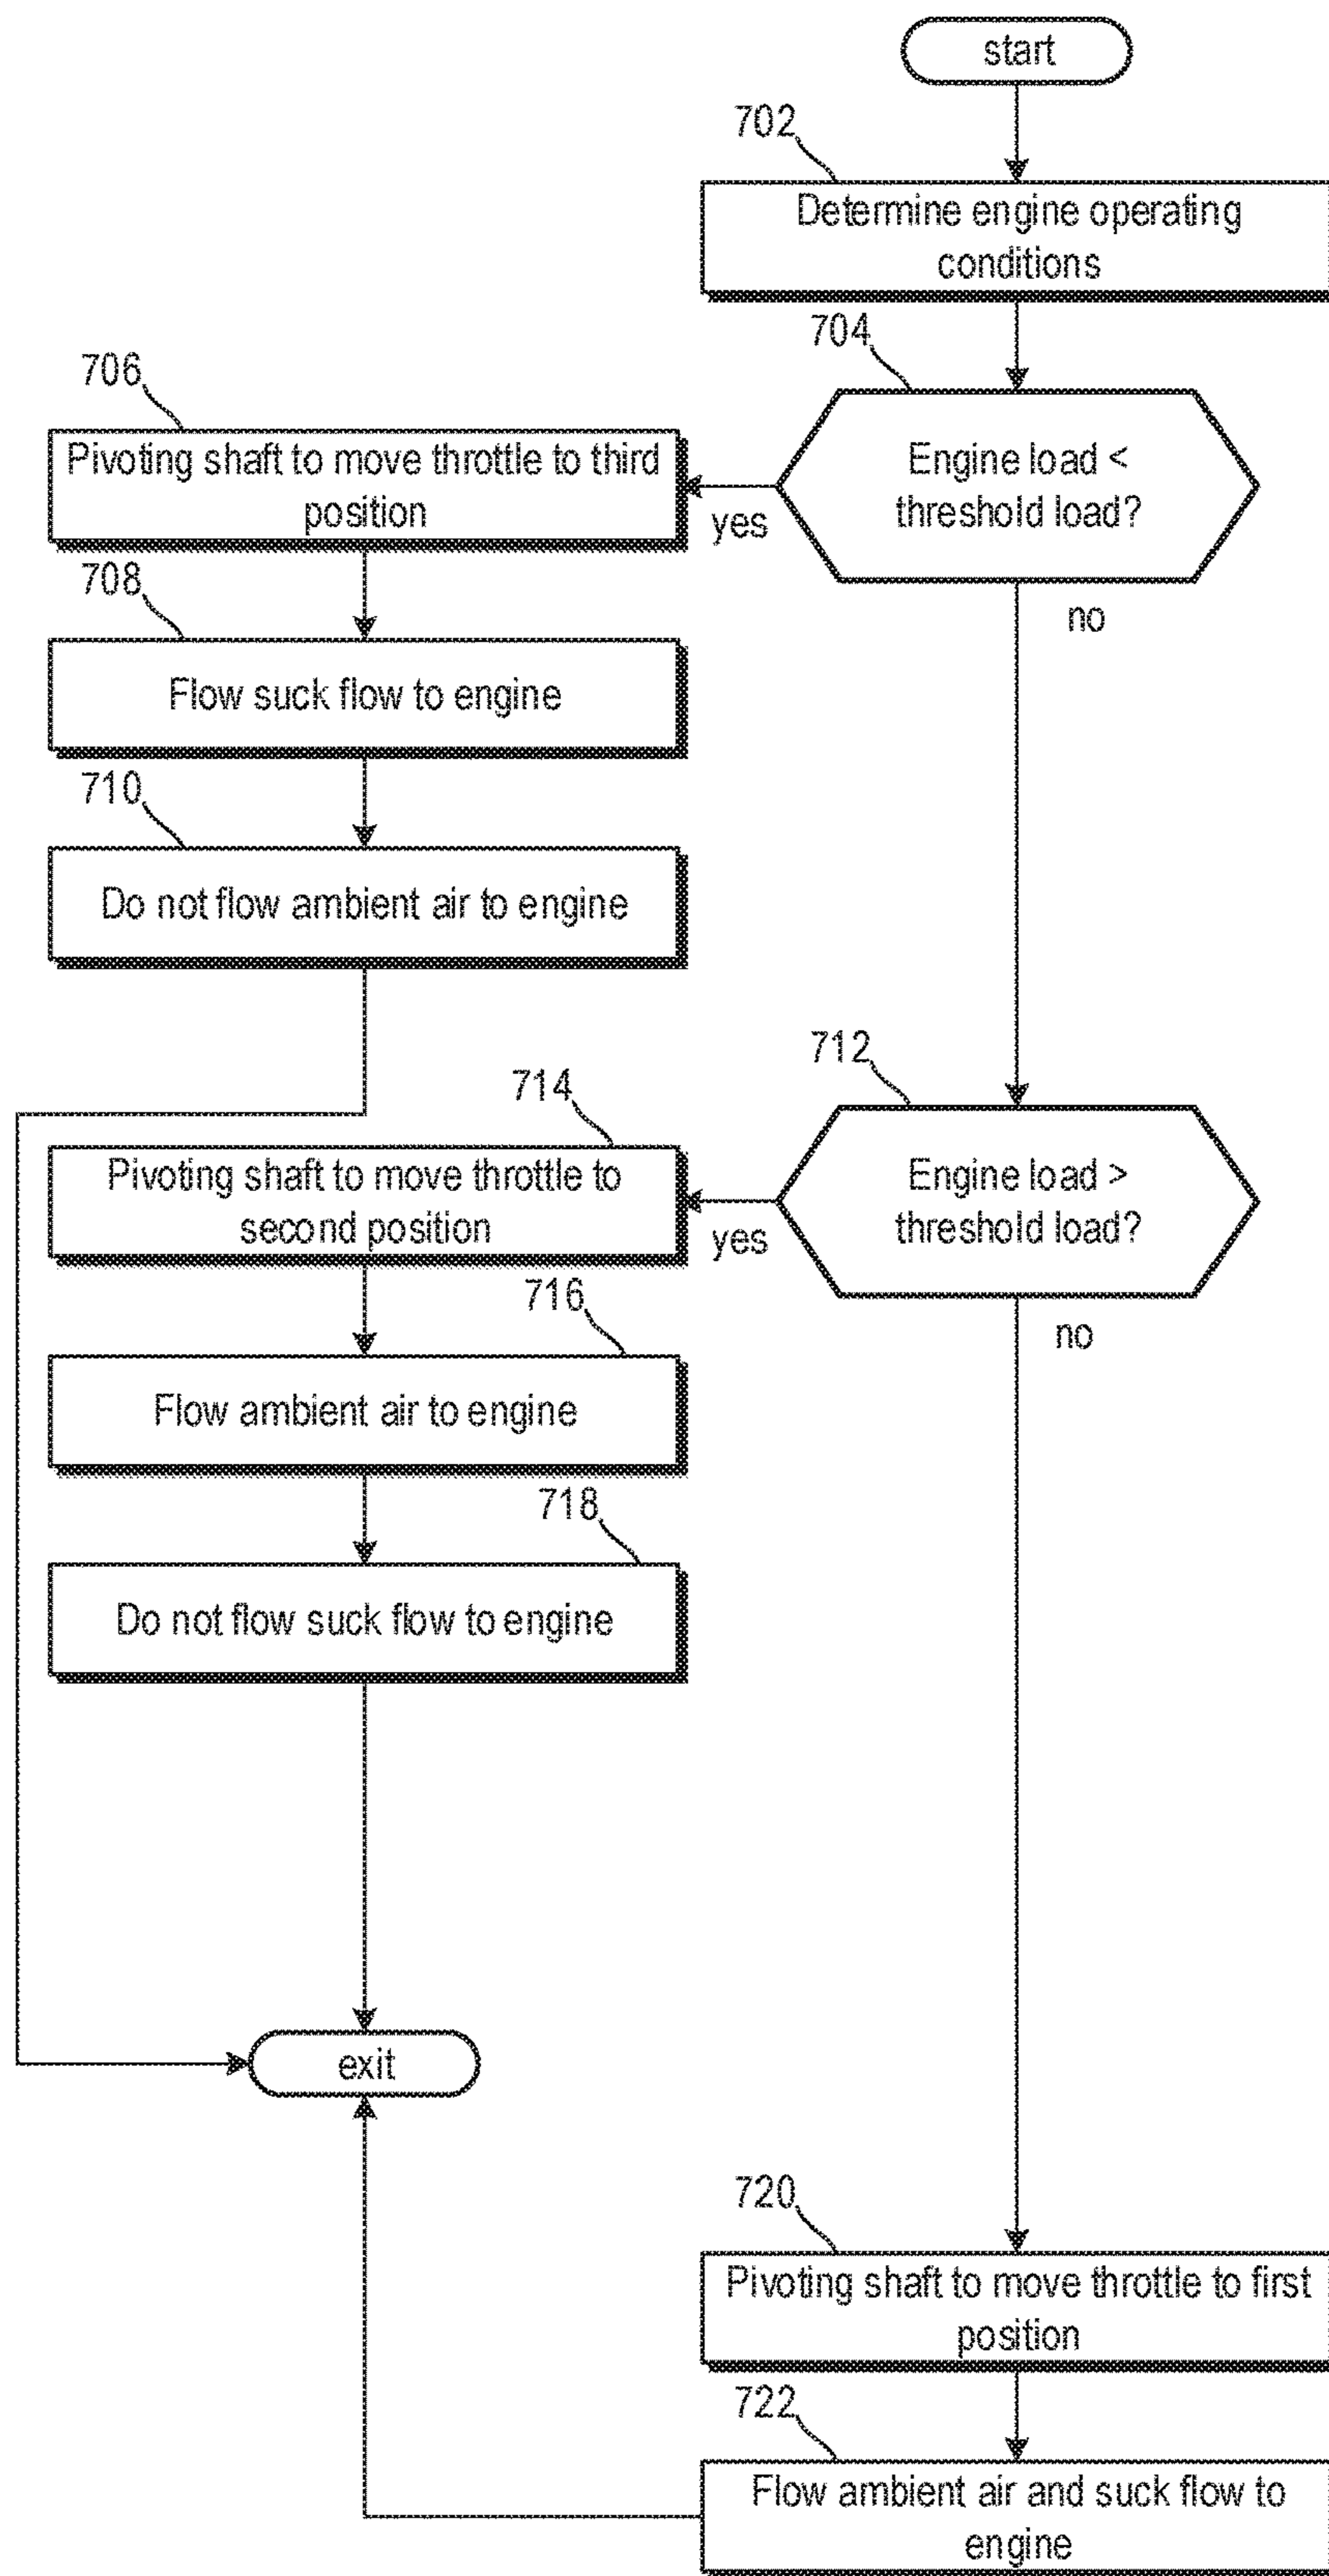 start
702
Determine engine operating
conditions
704
Engine load <
threshold load?
yes
no
706
Pivoting shaft to move throttle to third
position
708
Flow suck flow to engine
710
Do not flow ambient air to engine
712
Engine load >
threshold load?
yes
no
714
Pivoting shaft to move throttle to
second position
716
Flow ambient air to engine
718
Do not flow suck flow to engine
exit
720
Pivoting shaft to move throttle to first
position
722
Flow ambient air and suck flow to
engine